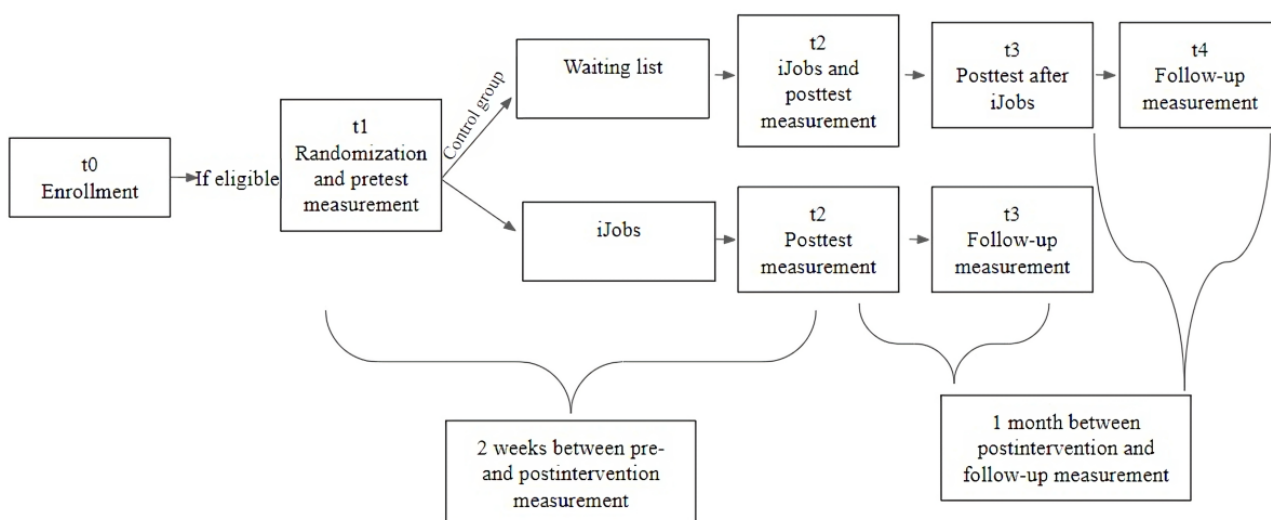 t0
Enrollment
If eligible
t1
Randomization
and pretest
measurement
Control group
Waiting list
t2
iJobs and
posttest
measurement
t3
Posttest after
iJobs
t4
Follow-up
measurement
iJobs
t2
Posttest
measurement
t3
Follow-up
measurement
2 weeks between pre-
and postintervention
measurement
1 month between
postintervention and
follow-up measurement